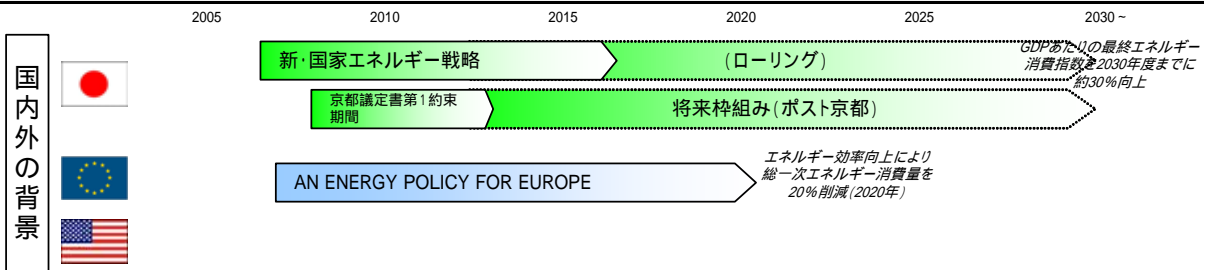 2005 2010 2015 2020 2025 2030～
国内外の背景
新・国家エネルギー戦略
(ローリング)
GDPあたりの最終エネルギー
消費指数を2030年度までに
約30%向上
京都議定書第1約束
期間
将来枠組み(ポスト京都)
AN ENERGY POLICY FOR EUROPE
エネルギー効率向上により
総一次エネルギー消費量を
20%削減(2020年)